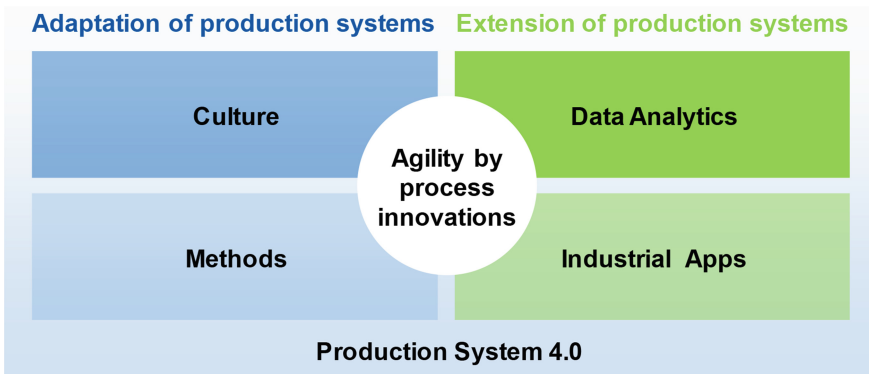 Adaptation of production systems
Extension of production systems
Culture
Data Analytics
Agility by
process
innovations
Methods
Industrial Apps
Production System 4.0